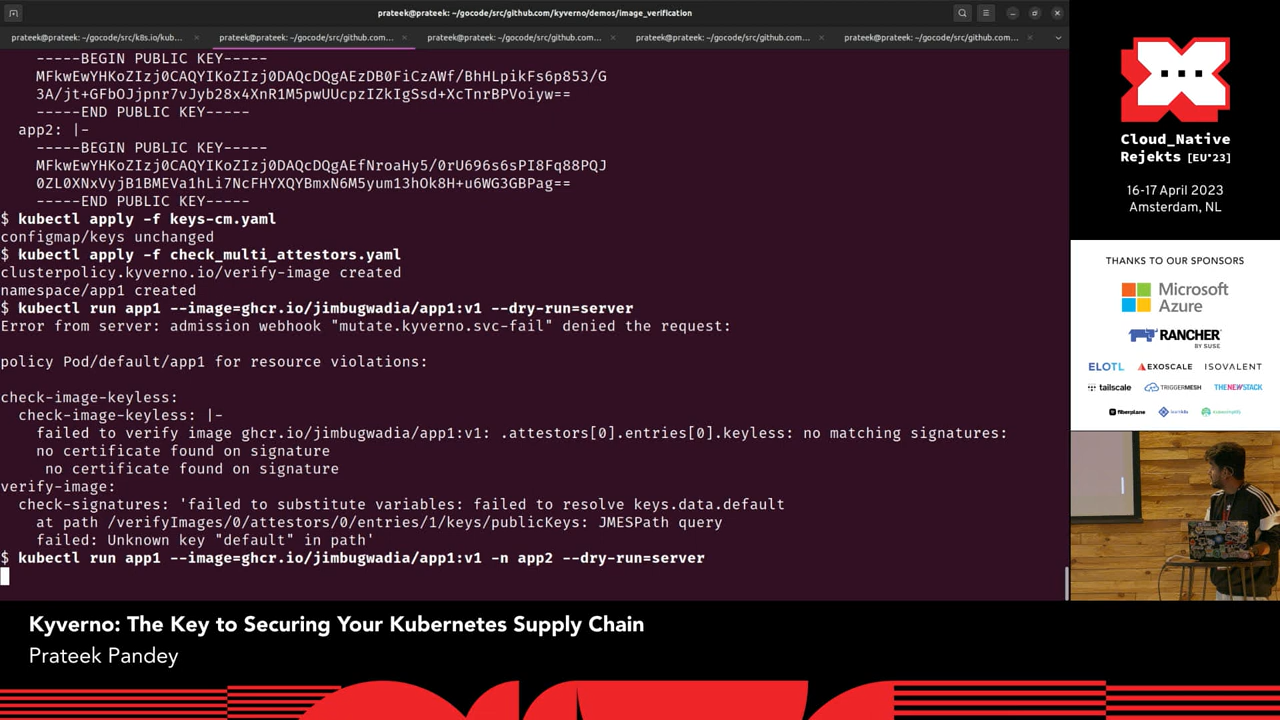 prateek@prateek: ~/gocode/src/github.com/kyverno/demos/image_verification
prateek@prateek: ~/gocode/src/k8s.io/kub...
prateek@prateek: ~/gocode/src/github.com...
prateek@prateek: ~/gocode/src/github.com...
prateek@prateek: ~/gocode/src/github.com...
prateek@prateek: ~/gocode/src/github.com...
-----BEGIN PUBLIC KEY-----
MFkwEwYHKoZIzj0CAQYIKoZIzj0DAQcDQgAEzDB0FiCzAWf/BhHLpikFs6p853/G
3A/jt+GFbOJjpnr7vJyb28x4XnR1M5pwUUcpzIZkIgSsd+XcTnrBPVoiyw==
-----END PUBLIC KEY-----
app2: |-
-----BEGIN PUBLIC KEY-----
MFkwEwYHKoZIzj0CAQYIKoZIzj0DAQcDQgAEfNroaHy5/0rU696s6sPI8Fq88PQJ
0ZL0XNxVyjB1BMEVa1hLi7NcFHYXQYBmxN6M5yum13hOk8H+u6WG3GBPag==
-----END PUBLIC KEY-----
$ kubectl apply -f keys-cm.yaml
configmap/keys unchanged
$ kubectl apply -f check_multi_attestors.yaml
clusterpolicy.kyverno.io/verify-image created
namespace/app1 created
$ kubectl run app1 --image=ghcr.io/jimbugwadia/app1:v1 --dry-run=server
Error from server: admission webhook "mutate.kyverno.svc-fail" denied the request:
policy Pod/default/app1 for resource violations:
check-image-keyless:
check-image-keyless: |-
failed to verify image ghcr.io/jimbugwadia/app1:v1: .attestors[0].entries[0].keyless: no matching signatures:
no certificate found on signature
no certificate found on signature
verify-image:
check-signatures: 'failed to substitute variables: failed to resolve keys.data.default
at path /verifyImages/0/attestors/0/entries/1/keys/publicKeys: JMESPath query
failed: Unknown key "default" in path'
$ kubectl run app1 --image=ghcr.io/jimbugwadia/app1:v1 -n app2 --dry-run=server
Cloud_Native
Rejekts [EU'23]
16-17 April 2023
Amsterdam, NL
THANKS TO OUR SPONSORS
Microsoft
Azure
RANCHER
BY SUSE
ELOTL
EXOSCALE
ISOVALENT
tailscale
TRIGGERMESH
THENEWSTACK
fiberplane
Kyverno: The Key to Securing Your Kubernetes Supply Chain
Prateek Pandey